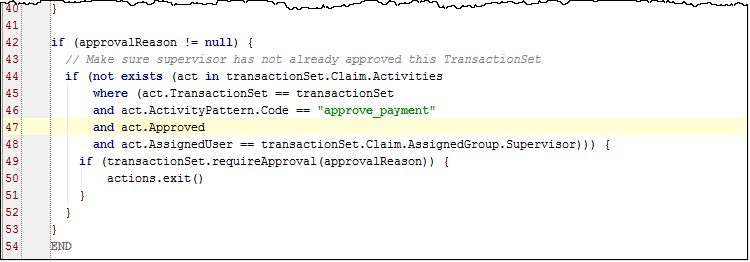 40 }
41
42 if (approvalReason != null) {
43 // Make sure supervisor has not already approved this TransactionSet
44 if (not exists (act in transactionSet.Claim.Activities
45 where (act.TransactionSet == transactionSet
46 and act.ActivityPattern.Code == "approve_payment"
47 and act.Approved
48 and act.AssignedUser == transactionSet.Claim.AssignedGroup.Supervisor))) {
49 if (transactionSet.requireApproval(approvalReason)) {
50 actions.exit()
51 }
52 }
53 }
54 END